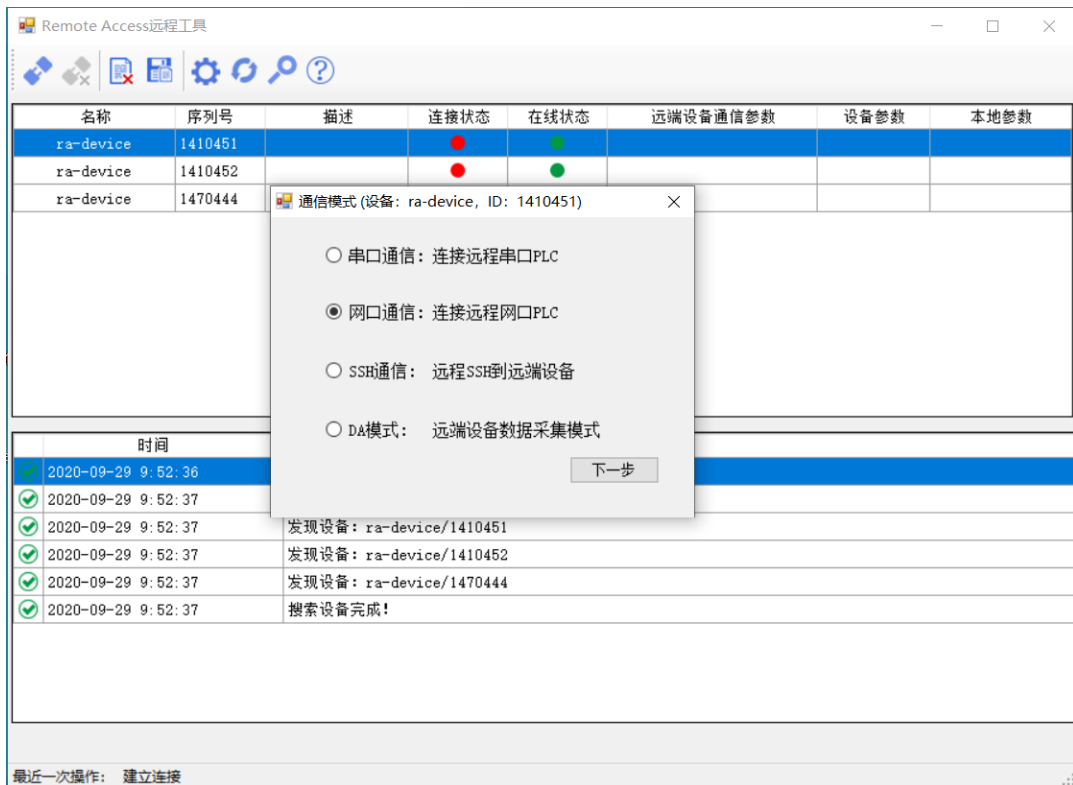 Remote Access远程工具
名称 序列号 描述 连接状态 在线状态 远端设备通信参数 设备参数 本地参数
ra-device 1410451
ra-device 1410452
ra-device 1470444
通信模式 (设备：ra-device，ID：1410451)
串口通信：连接远程串口PLC
网口通信：连接远程网口PLC
SSH通信： 远程SSH到远端设备
DA模式： 远端设备数据采集模式
下一步
时间
2020-09-29 9:52:36
2020-09-29 9:52:37
2020-09-29 9:52:37 发现设备：ra-device/1410451
2020-09-29 9:52:37 发现设备：ra-device/1410452
2020-09-29 9:52:37 发现设备：ra-device/1470444
2020-09-29 9:52:37 搜索设备完成!
最近一次操作： 建立连接